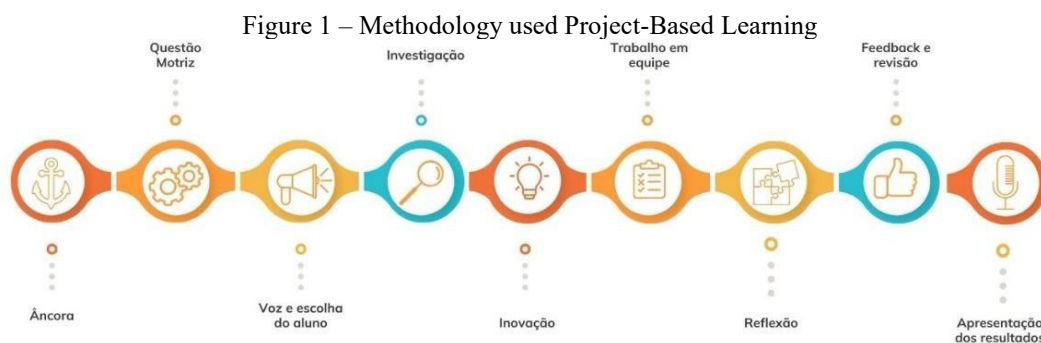 Figure 1 – Methodology used Project-Based Learning
Questão
Motriz
Investigação
Trabalho em
equipe
Feedback e
revisão
Âncora
Voz e escolha
do aluno
Inovação
Reflexão
Apresentação
dos resultados